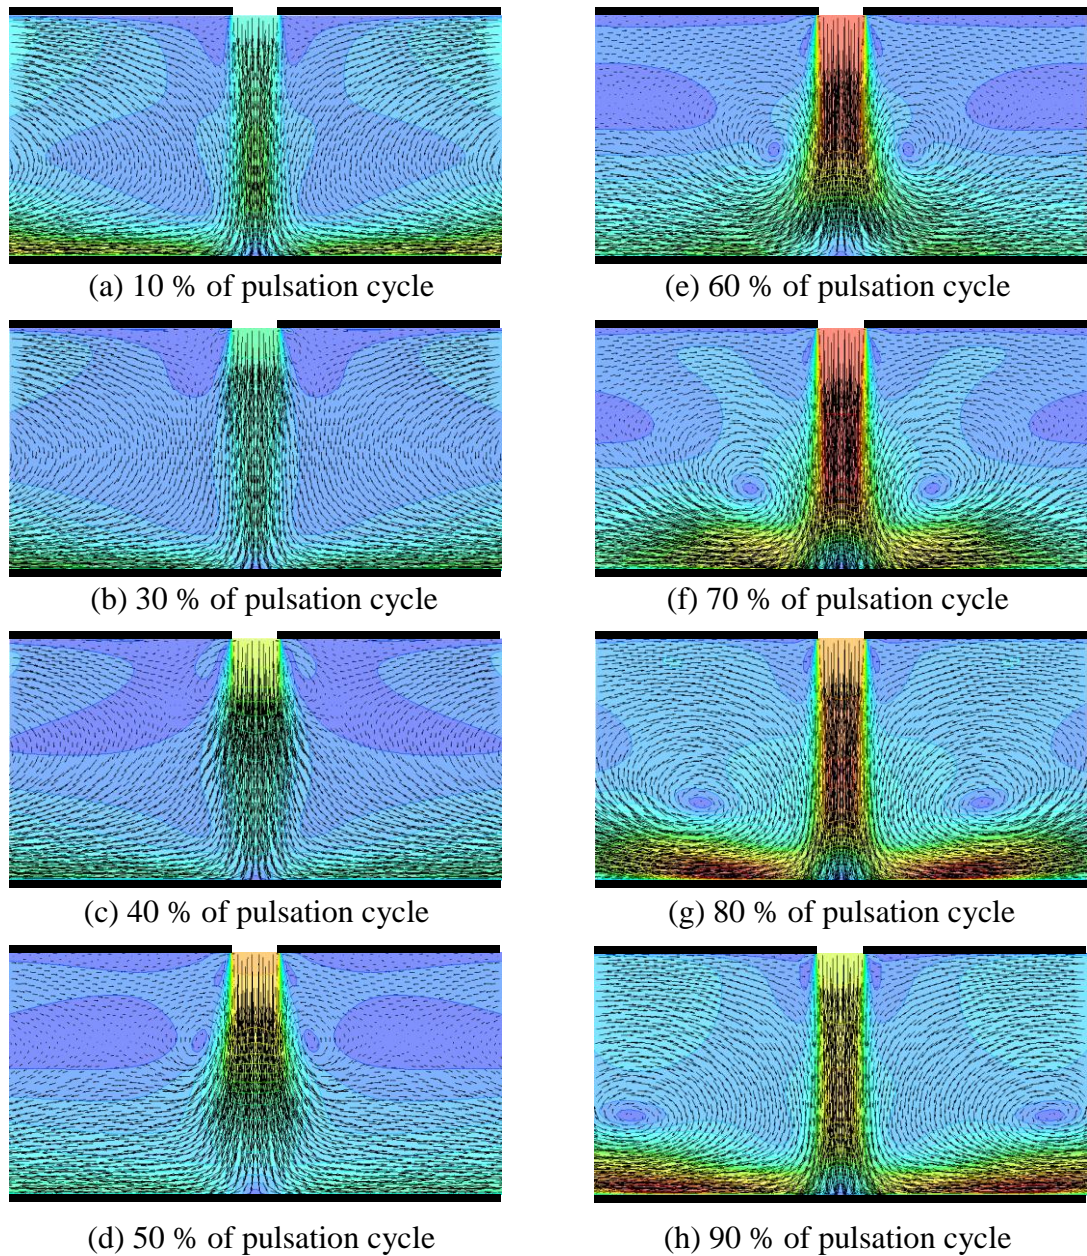 (a) 10 % of pulsation cycle
(b) 30 % of pulsation cycle
(c) 40 % of pulsation cycle
(d) 50 % of pulsation cycle
(e) 60 % of pulsation cycle
(f) 70 % of pulsation cycle
(g) 80 % of pulsation cycle
(h) 90 % of pulsation cycle